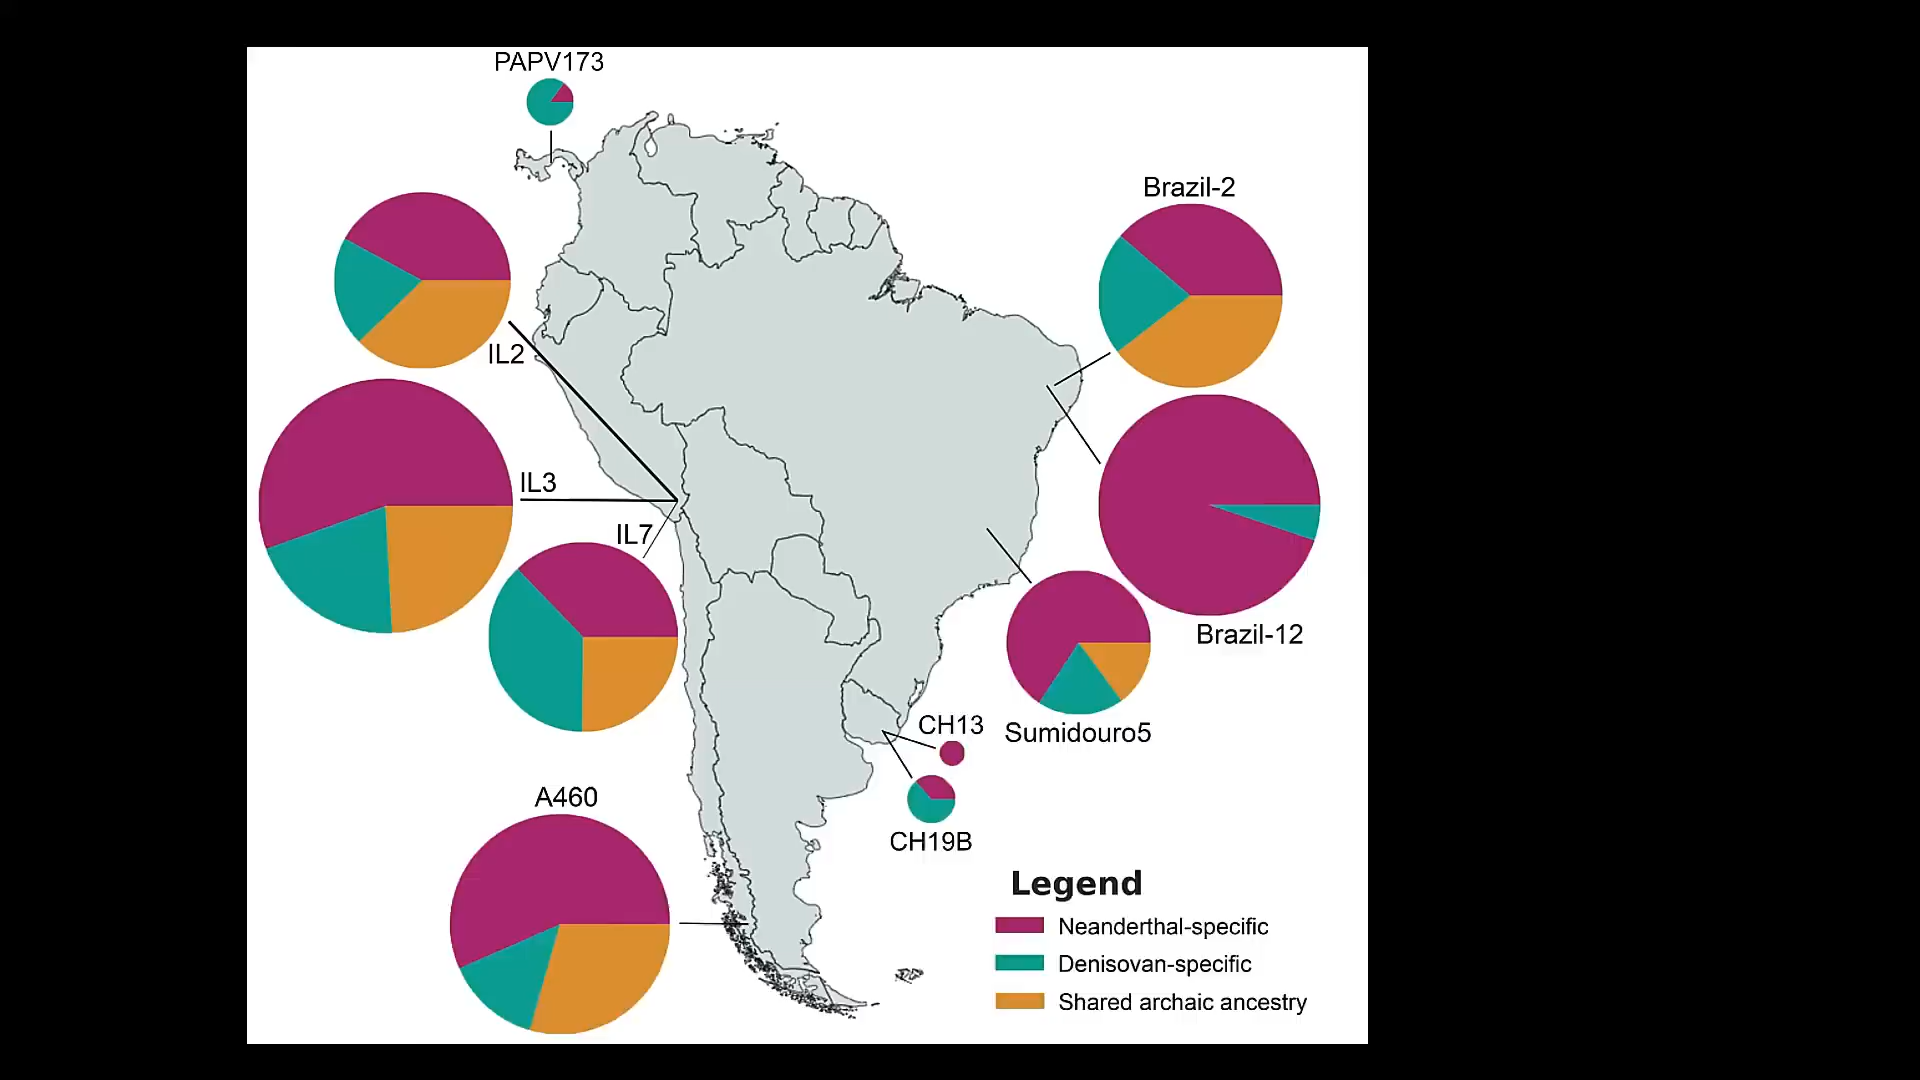 PAPV173
Brazil-2
IL2
IL3
IL7
Brazil-12
CH13
Sumidouro5
A460
CH19B
Legend
Neanderthal-specific
Denisovan-specific
Shared archaic ancestry